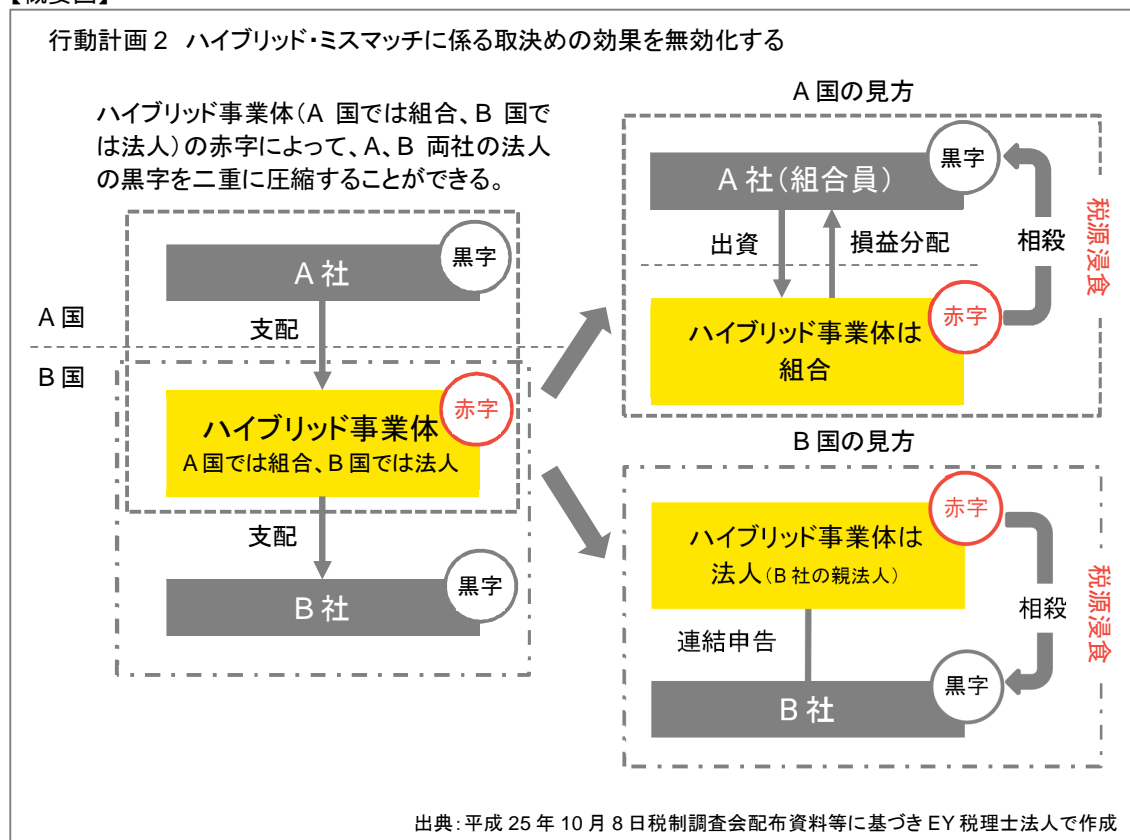 行動計画2 ハイブリッド・ミスマッチに係る取決めの効果を無効化する
ハイブリッド事業体(A 国では組合、B 国で
は法人)の赤字によって、A、B 両社の法人
の黒字を二重に圧縮することができる。
A社
黒字
A国
支配
B国
ハイブリッド事業体
A国では組合、B国では法人
赤字
支配
B社
黒字
A国の見方
A社(組合員)
黒字
出資
損益分配
相殺
税源浸食
ハイブリッド事業体は
組合
赤字
B国の見方
ハイブリッド事業体は
法人(B社の親法人)
赤字
連結申告
相殺
税源浸食
B社
黒字
出典:平成 25 年 10 月 8 日税制調査会配布資料等に基づき EY 税理士法人で作成